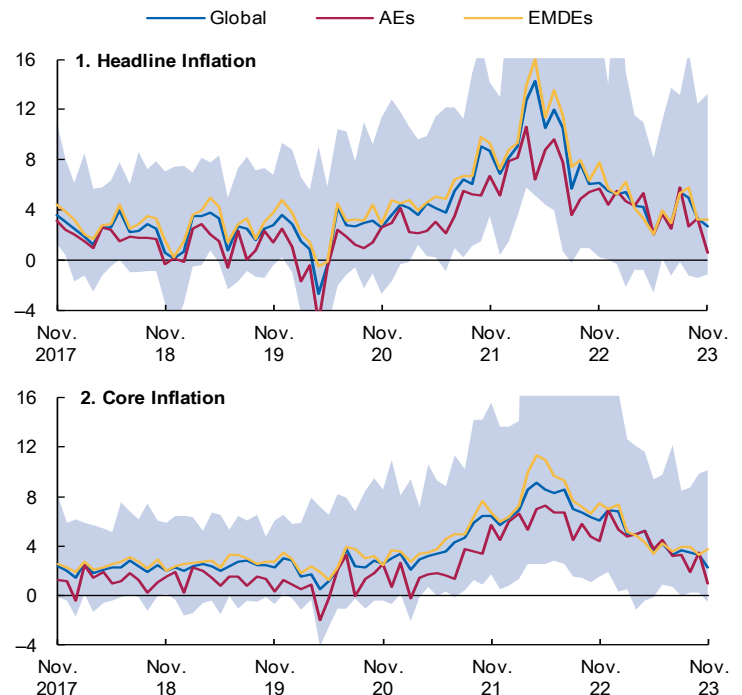 Global AEs EMDEs
1. Headline Inflation
16
12
8
4
0
–4
Nov. Nov. Nov. Nov. Nov. Nov. Nov.
2017 18 19 20 21 22 23
2. Core Inflation
16
12
8
4
0
–4
Nov. Nov. Nov. Nov. Nov. Nov. Nov.
2017 18 19 20 21 22 23